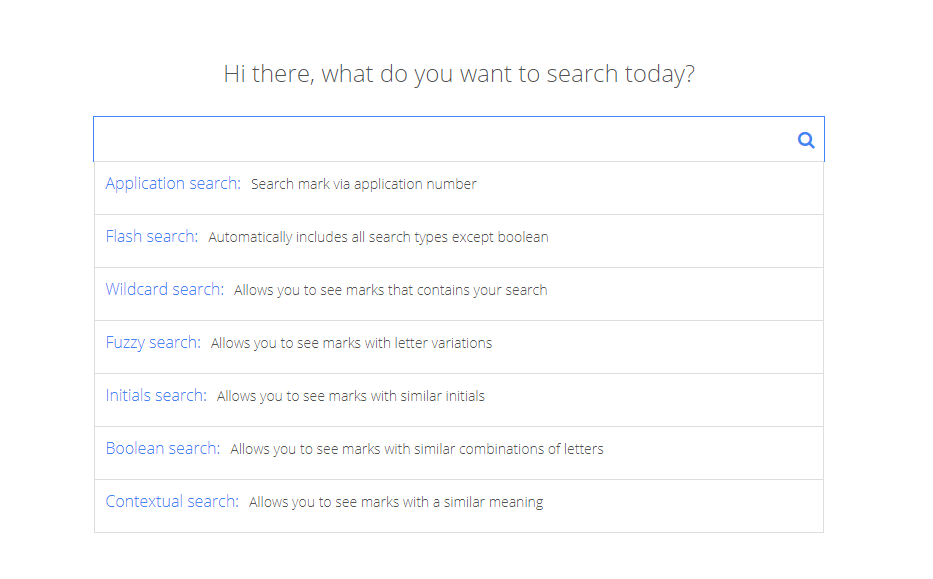 Hi there, what do you want to search today?
Application search: Search mark via application number
Flash search: Automatically includes all search types except boolean
Wildcard search: Allows you to see marks that contains your search
Fuzzy search: Allows you to see marks with letter variations
Initials search: Allows you to see marks with similar initials
Boolean search: Allows you to see marks with similar combinations of letters
Contextual search: Allows you to see marks with a similar meaning